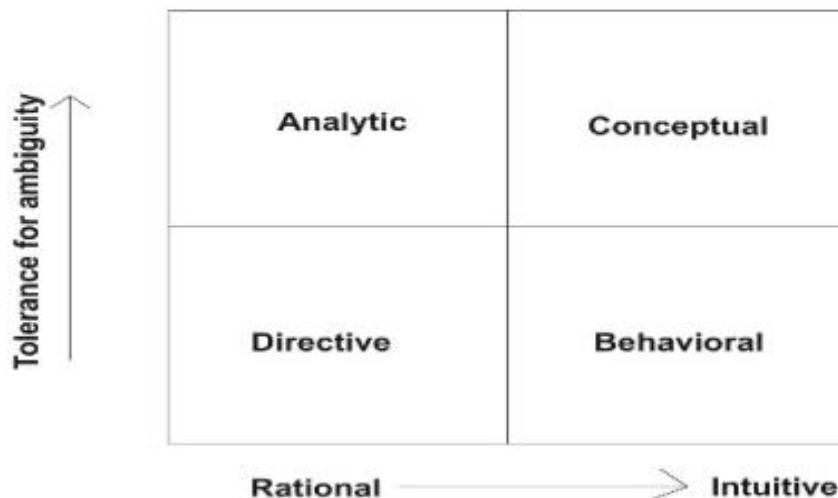 Tolerance for ambiguity
Analytic
Conceptual
Directive
Behavioral
Rational
Intuitive